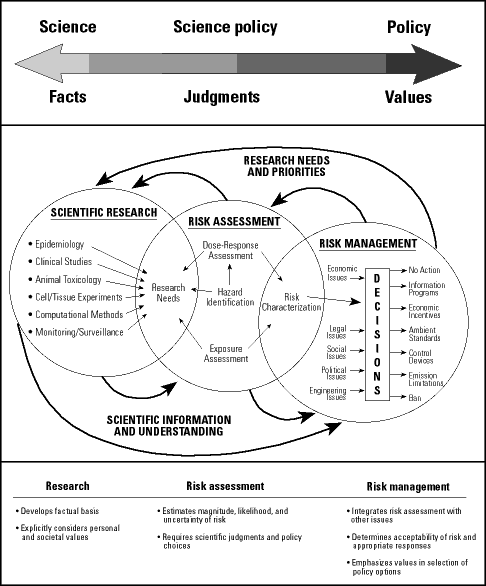 Science Science policy Policy
Facts Judgments Values
RESEARCH NEEDS
AND PRIORITIES
SCIENTIFIC RESEARCH
RISK ASSESSMENT
RISK MANAGEMENT
• Epidemiology
• Clinical Studies
• Animal Toxicology
• Cell/Tissue Experiments
• Computational Methods
• Monitoring/Surveillance
Research
Needs
Dose-Response
Assessment
Hazard
Identification
Exposure
Assessment
Risk
Characterization
Economic
Issues
Legal
Issues
Social
Issues
Political
Issues
Engineering
Issues
D
E
C
I
S
I
O
N
S
No Action
Information
Programs
Economic
Incentives
Ambient
Standards
Control
Devices
Emission
Limitations
Ban
SCIENTIFIC INFORMATION
AND UNDERSTANDING
Research
• Develops factual basis
• Explicitly considers personal
and societal values
Risk assessment
• Estimates magnitude, likelihood, and
uncertainty of risk
• Requires scientific judgments and policy
choices
Risk management
• Integrates risk assessment with
other issues
• Determines acceptability of risk and
appropriate responses
• Emphasizes values in selection of
policy options